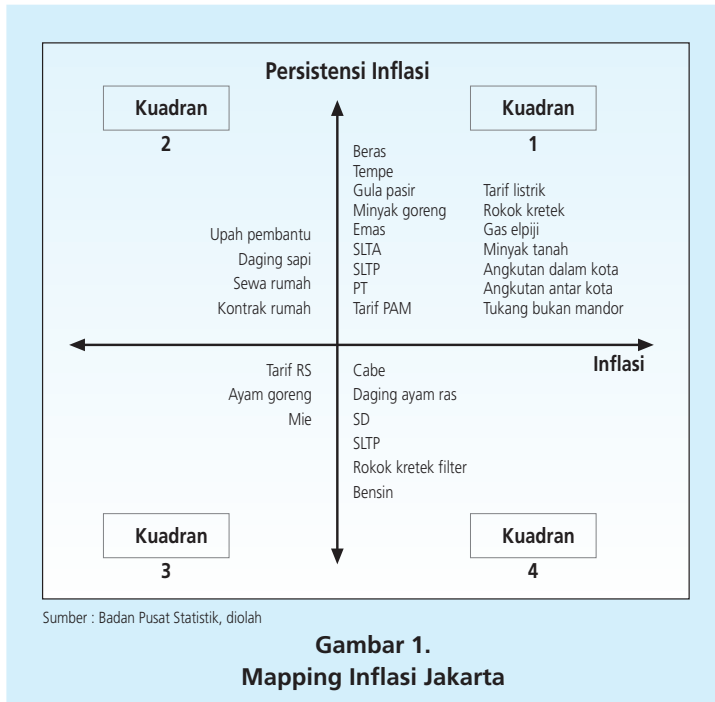 Persistensi Inflasi
Kuadran
2
Kuadran
1
Beras
Tempe
Gula pasir
Minyak goreng
Emas
SLTA
SLTP
PT
Tarif PAM
Tarif listrik
Rokok kretek
Gas elpiji
Minyak tanah
Angkutan dalam kota
Angkutan antar kota
Tukang bukan mandor
Upah pembantu
Daging sapi
Sewa rumah
Kontrak rumah
Inflasi
Tarif RS
Ayam goreng
Mie
Cabe
Daging ayam ras
SD
SLTP
Rokok kretek filter
Bensin
Kuadran
3
Kuadran
4
Sumber : Badan Pusat Statistik, diolah
Gambar 1.
Mapping Inflasi Jakarta